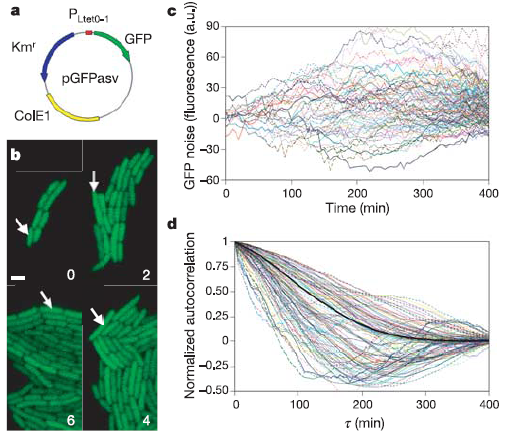 a
P Ltet0–1
GFP
Kmʳ
pGFPasv
ColE1
b
0
2
6
4
c
GFP noise (fluorescence (a.u.))
90
60
30
0
–30
–60
0
100
200
300
400
Time (min)
d
Normalized autocorrelation
1
0.75
0.50
0.25
0
–0.25
–0.50
0
100
200
300
400
τ (min)